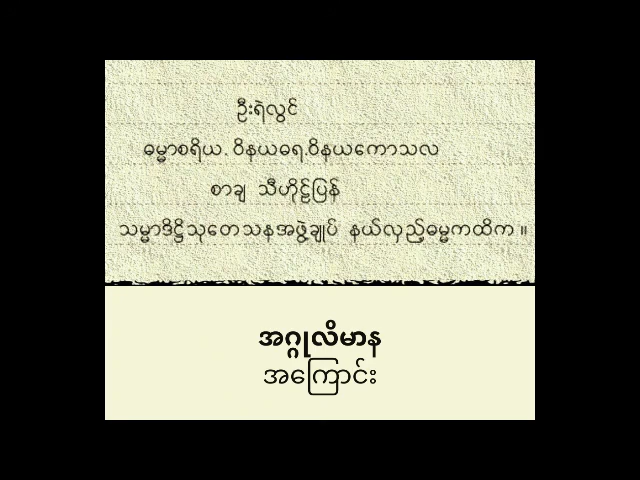 ဦးရဲလွင်
ဓမ္မာစရိယ, ဝိနယဓရ,ဝိနယကောသလ
စာချ သီဟိုဠ်ပြန်
သမ္မာဒိဋ္ဌိသုတေသနအဖွဲ့ချုပ် နယ်လှည့်ဓမ္မကထိက ။
အင်္ဂုလိမာန
အကြောင်း